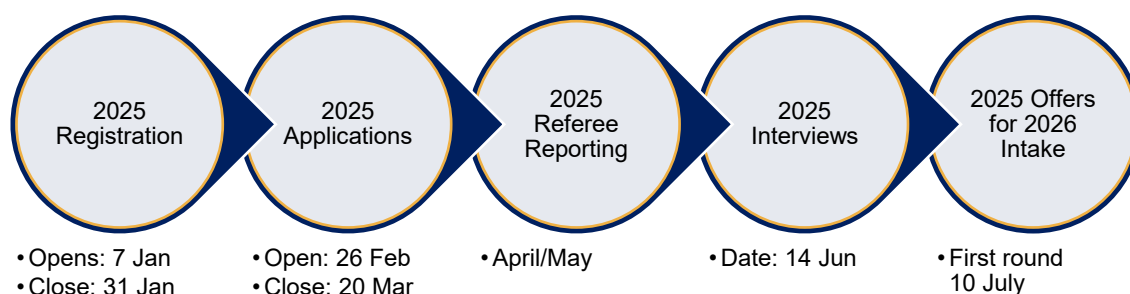 2025
Registration
2025
Applications
2025
Referee
Reporting
2025
Interviews
2025 Offers
for 2026
Intake
• Opens: 7 Jan
• Close: 31 Jan
• Open: 26 Feb
• Close: 20 Mar
• April/May
• Date: 14 Jun
• First round
10 July